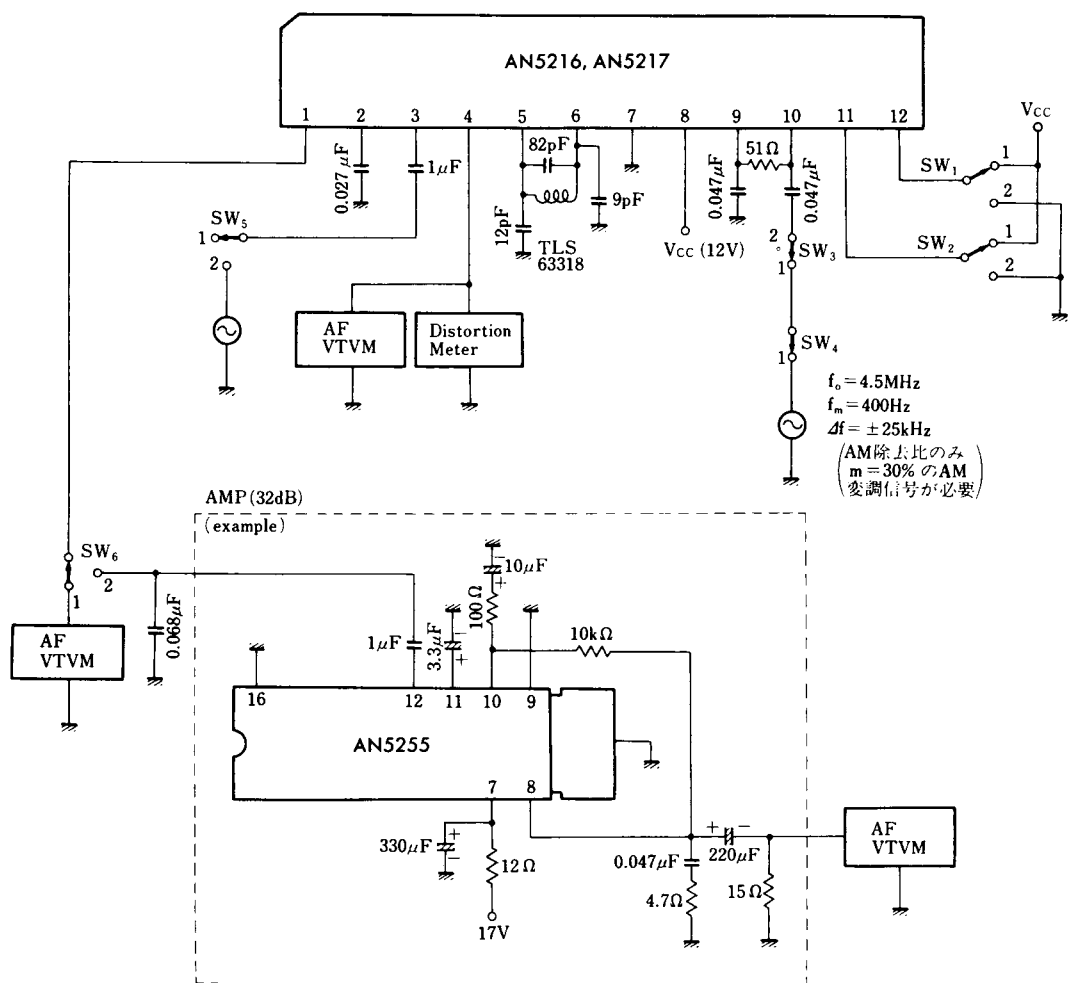 AN5216, AN5217
1 2 3 4 5 6 7 8 9 10 11 12
0.027 μF
1μF
82pF
9pF
12pF
TLS
63318
VCC (12V)
0.047μF
51Ω
0.047μF
SW1
1
2
VCC
SW2
1
2
SW5
1
2
2
SW3
1
SW4
1
AF
VTVM
Distortion
Meter
fo=4.5MHz
fm=400Hz
Δf=±25kHz
(AM除去比のみ
m=30%のAM
変調信号が必要)
AMP(32dB)
(example)
SW6
2
1
AF
VTVM
0.068μF
1μF
3.3μF
- +
100Ω
10μF
- +
10kΩ
16 12 11 10 9
AN5255
7 8
330μF
+ -
12Ω
17V
0.047μF
4.7Ω
+ -
220μF
15Ω
AF
VTVM